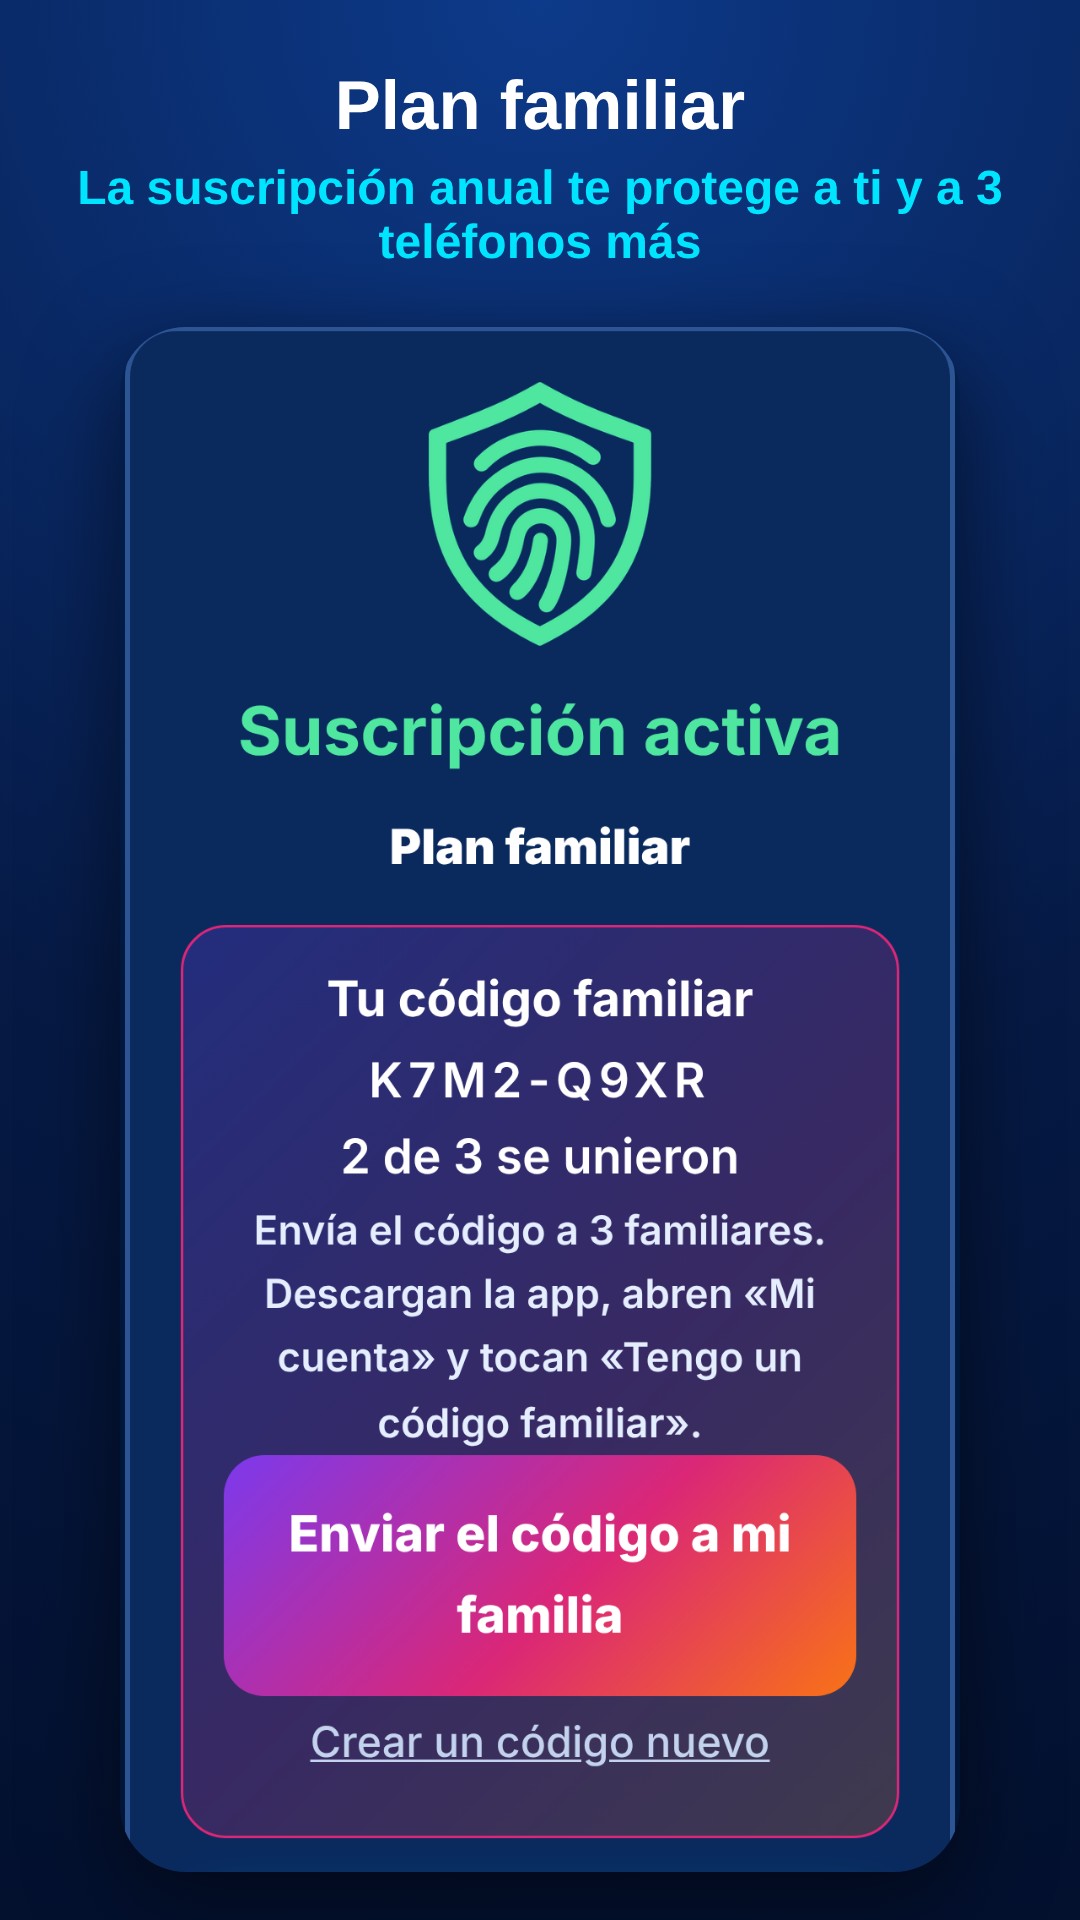 Plan familiar
La suscripción anual te protege a ti y a 3
teléfonos más
Suscripción activa
Plan familiar
Tu código familiar
K7M2-Q9XR
2 de 3 se unieron
Envía el código a 3 familiares.
Descargan la app, abren «Mi
cuenta» y tocan «Tengo un
código familiar».
Enviar el código a mi
familia
Crear un código nuevo